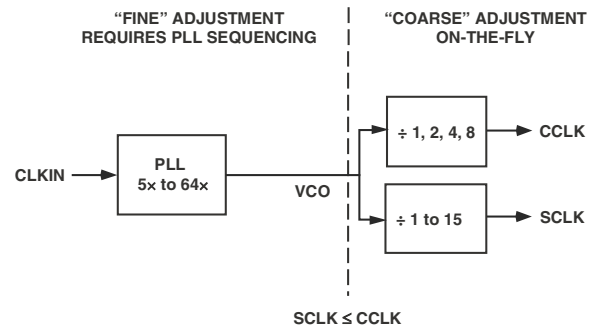 “FINE” ADJUSTMENT
REQUIRES PLL SEQUENCING
“COARSE” ADJUSTMENT
ON-THE-FLY
CLKIN
PLL
5× to 64×
VCO
÷ 1, 2, 4, 8
CCLK
÷ 1 to 15
SCLK
SCLK ≤ CCLK